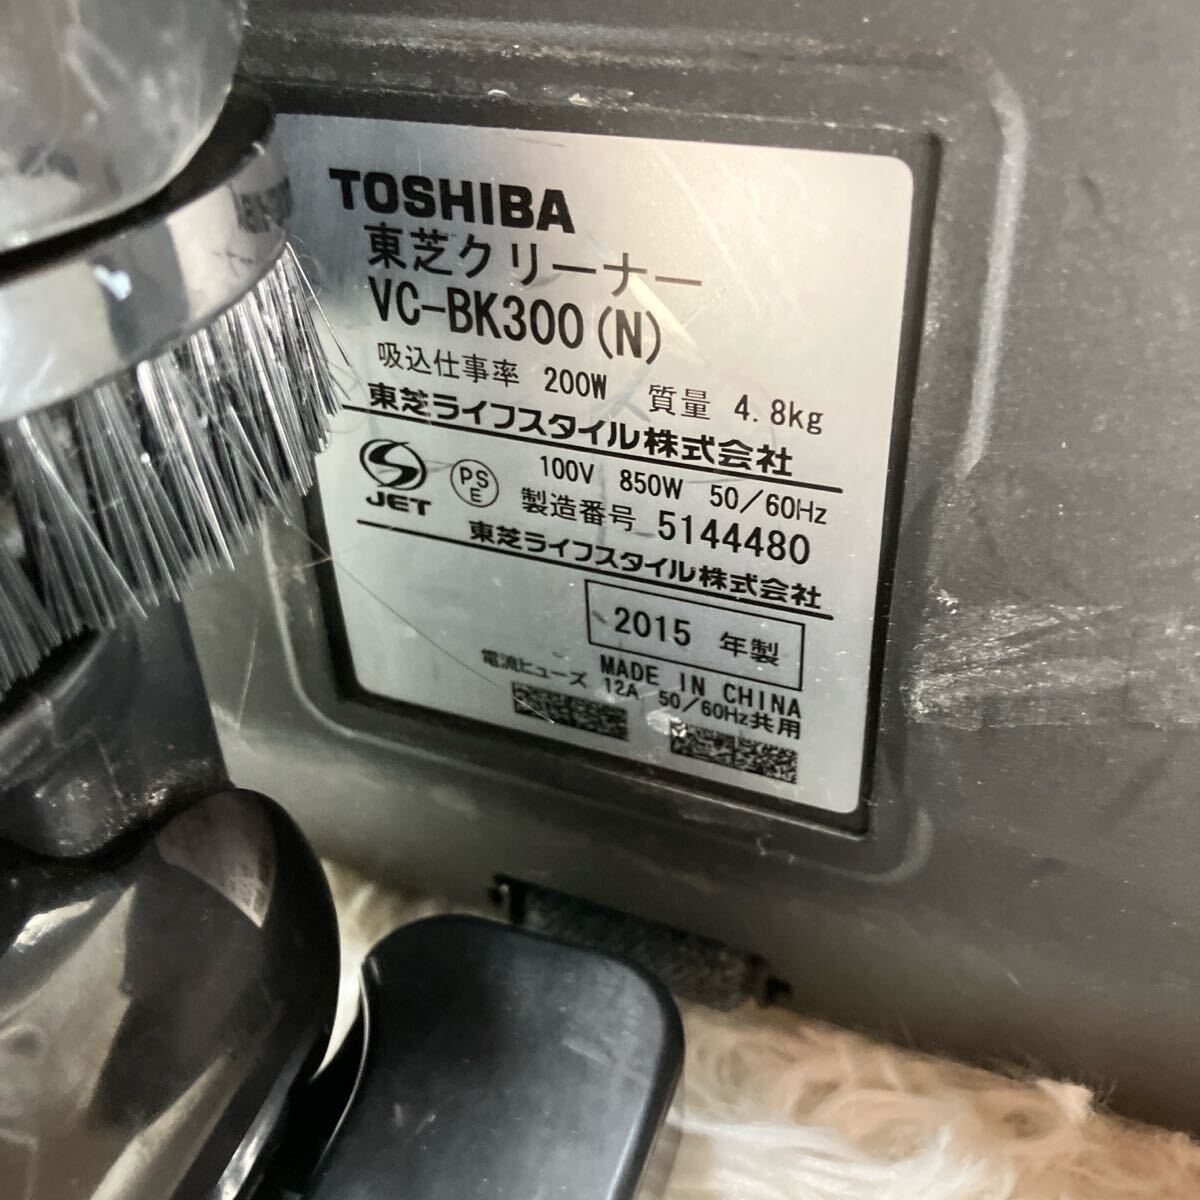 TOSHIBA
東芝クリーナー
VC-BK300(N)
吸込仕事率 200W 質量 4.8kg
東芝ライフスタイル株式会社
100V 850W 50/60Hz
JET
PS
E
製造番号 5144480
東芝ライフスタイル株式会社
2015 年製
MADE IN CHINA
電流ヒューズ 12A 50/60Hz共用